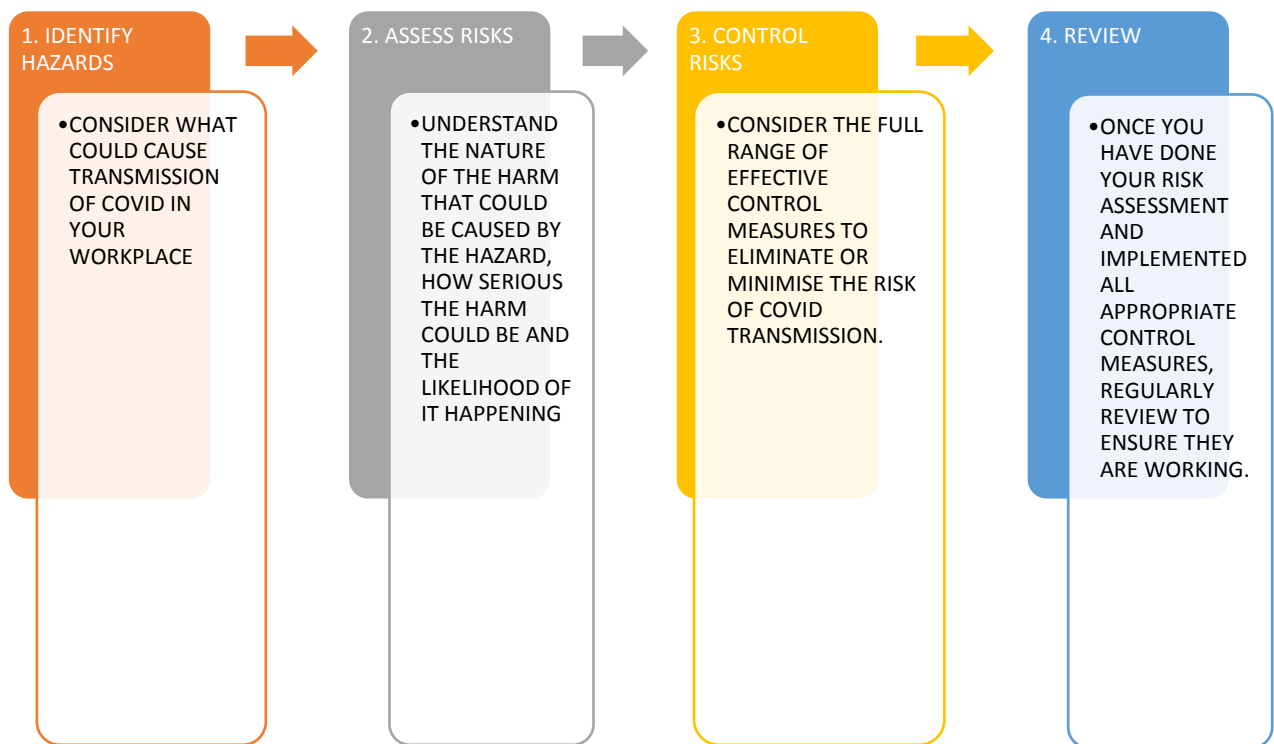 1. IDENTIFY
HAZARDS
•CONSIDER WHAT
COULD CAUSE
TRANSMISSION
OF COVID IN
YOUR
WORKPLACE
2. ASSESS RISKS
•UNDERSTAND
THE NATURE
OF THE HARM
THAT COULD
BE CAUSED BY
THE HAZARD,
HOW SERIOUS
THE HARM
COULD BE AND
THE
LIKELIHOOD OF
IT HAPPENING
3. CONTROL
RISKS
•CONSIDER THE FULL
RANGE OF
EFFECTIVE
CONTROL
MEASURES TO
ELIMINATE OR
MINIMISE THE RISK
OF COVID
TRANSMISSION.
4. REVIEW
•ONCE YOU
HAVE DONE
YOUR RISK
ASSESSMENT
AND
IMPLEMENTED
ALL
APPROPRIATE
CONTROL
MEASURES,
REGULARLY
REVIEW TO
ENSURE THEY
ARE WORKING.